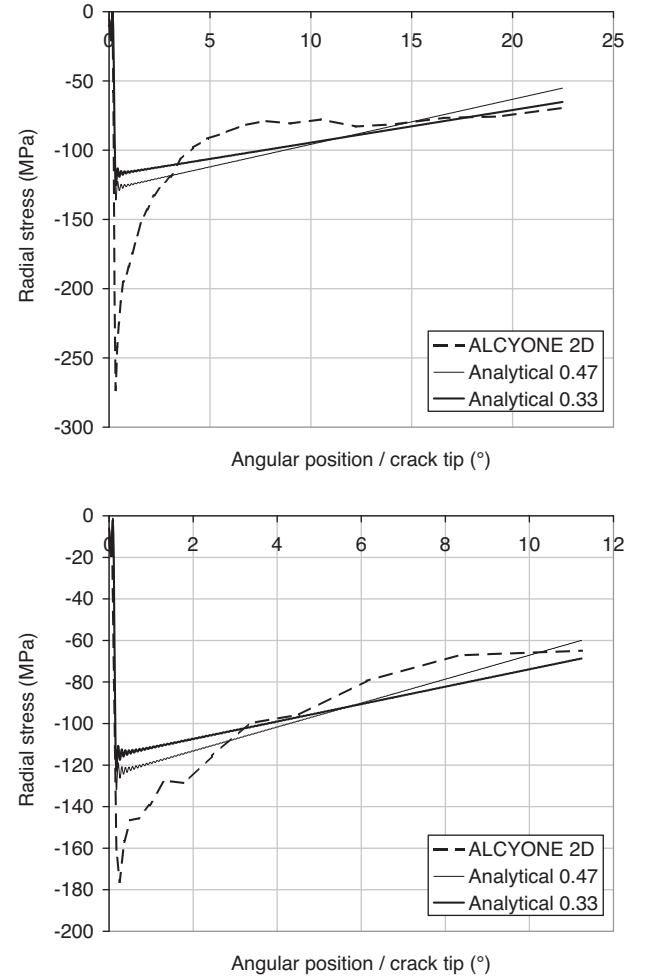 0
0 5 10 15 20 25
-50
-100
-150
-200
-250
-300
Radial stress (MPa)
ALCYONE 2D
Analytical 0.47
Analytical 0.33
Angular position / crack tip (°)
0
0 2 4 6 8 10 12
-20
-40
-60
-80
-100
-120
-140
-160
-180
-200
Radial stress (MPa)
ALCYONE 2D
Analytical 0.47
Analytical 0.33
Angular position / crack tip (°)